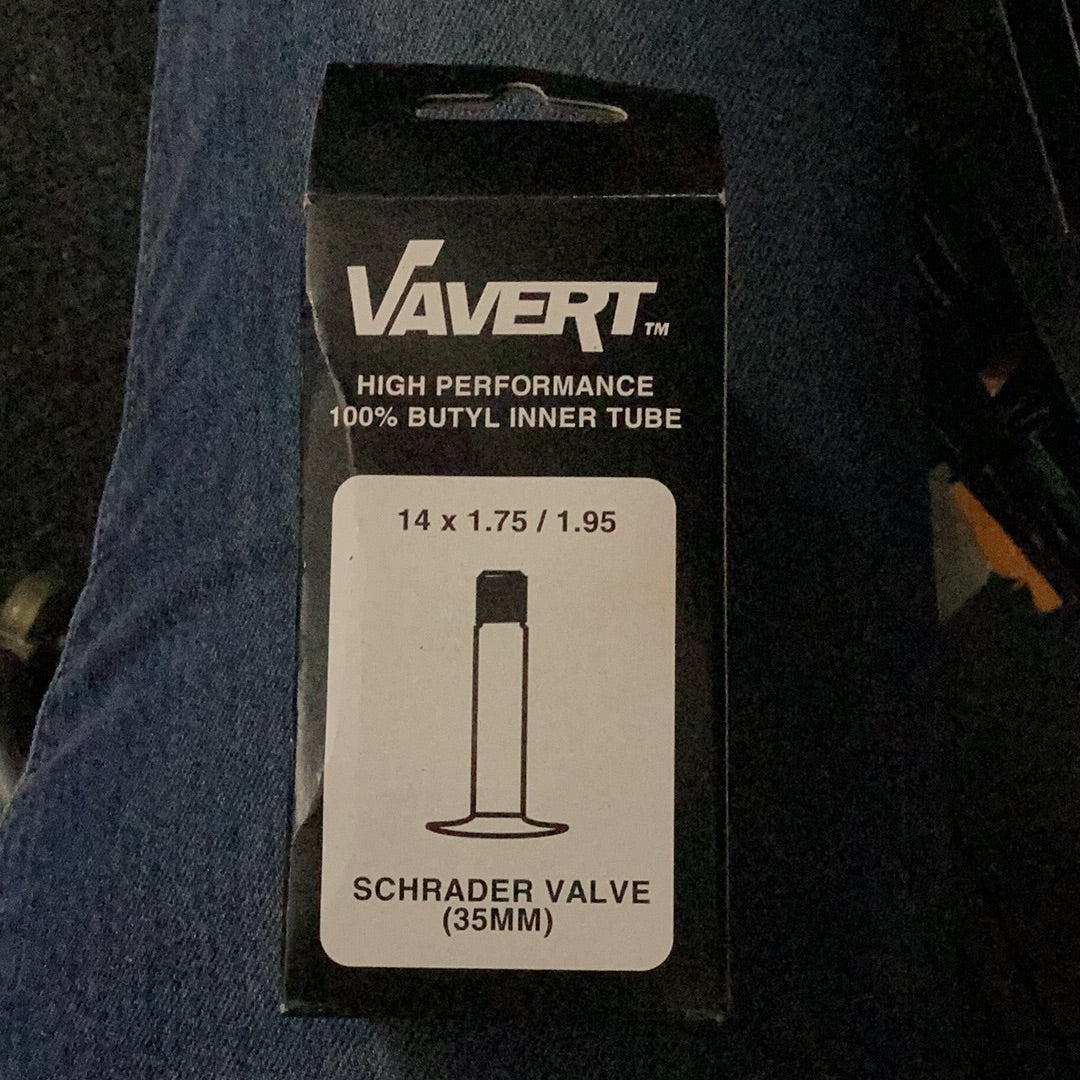 VAVERT™
HIGH PERFORMANCE
100% BUTYL INNER TUBE
14 x 1.75 / 1.95
SCHRADER VALVE
(35MM)